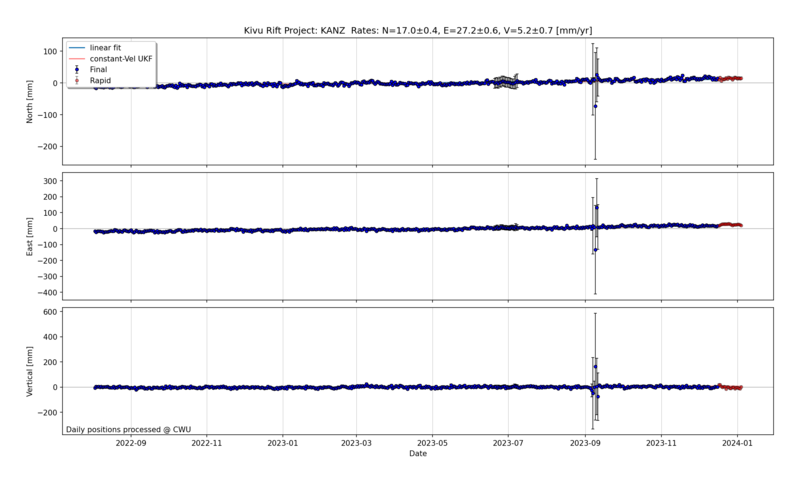 Kivu Rift Project: KANZ Rates: N=17.0±0.4, E=27.2±0.6, V=5.2±0.7 [mm/yr]
linear fit
constant-Vel UKF
Final
Rapid
North [mm]
100
0
−100
−200
East [mm]
300
200
100
0
−100
−200
−300
−400
Vertical [mm]
600
400
200
0
−200
Daily positions processed @ CWU
2022-09 2022-11 2023-01 2023-03 2023-05 2023-07 2023-09 2023-11 2024-01
Date